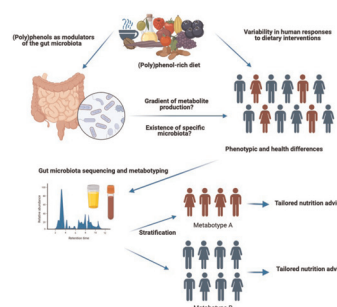 (Poly)phenols as modulators
of the gut microbiota
(Poly)phenol-rich diet
Variability in human responses
to dietary interventions
Gradient of metabolite
production?
Existence of specific
microbiota?
Phenotypic and health differences
Gut microbiota sequencing and metabotyping
Stratification
Metabotype A
Tailored nutrition advi
Tailored nutrition advi